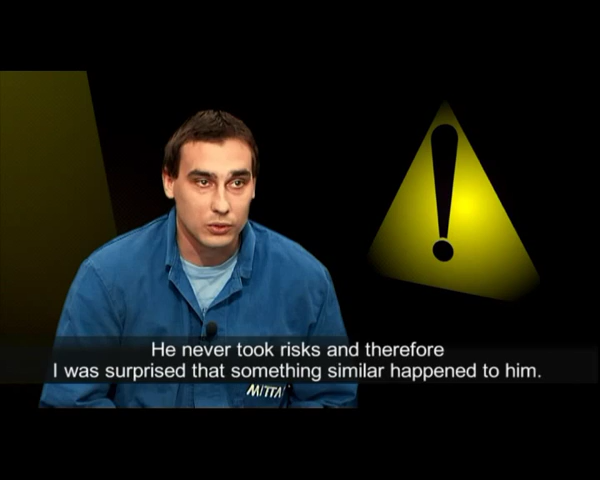 He never took risks and therefore
I was surprised that something similar happened to him.
MITTA